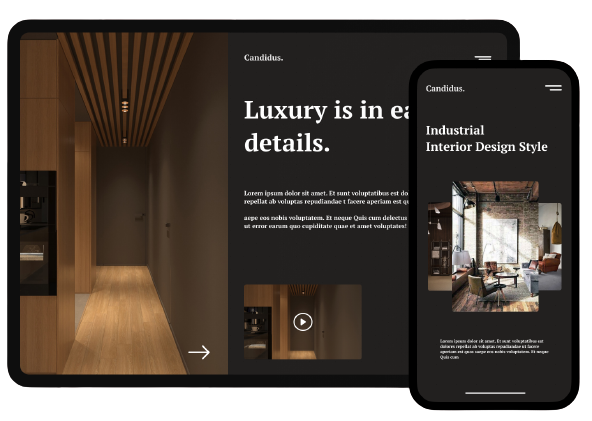 Candidus.
Luxury is in ea
details.
Lorem ipsum dolor sit amet. Et sunt voluptatibus est do
repellat ab voluptas repudiandae t facere aperiam est qu
aepe eos nobis voluptatem. Et neque Quis cum delectus
ut error earum quo cupiditate quae et amet voluptates!
Candidus.
Industrial
Interior Design Style
Lorem ipsum dolor sit amet. Et sunt voluptatibus est
dolores repellat ab voluptas repudiandae ut facere
aperiam est quo saepe eos nobis voluptatem. Et neque
Quis cum